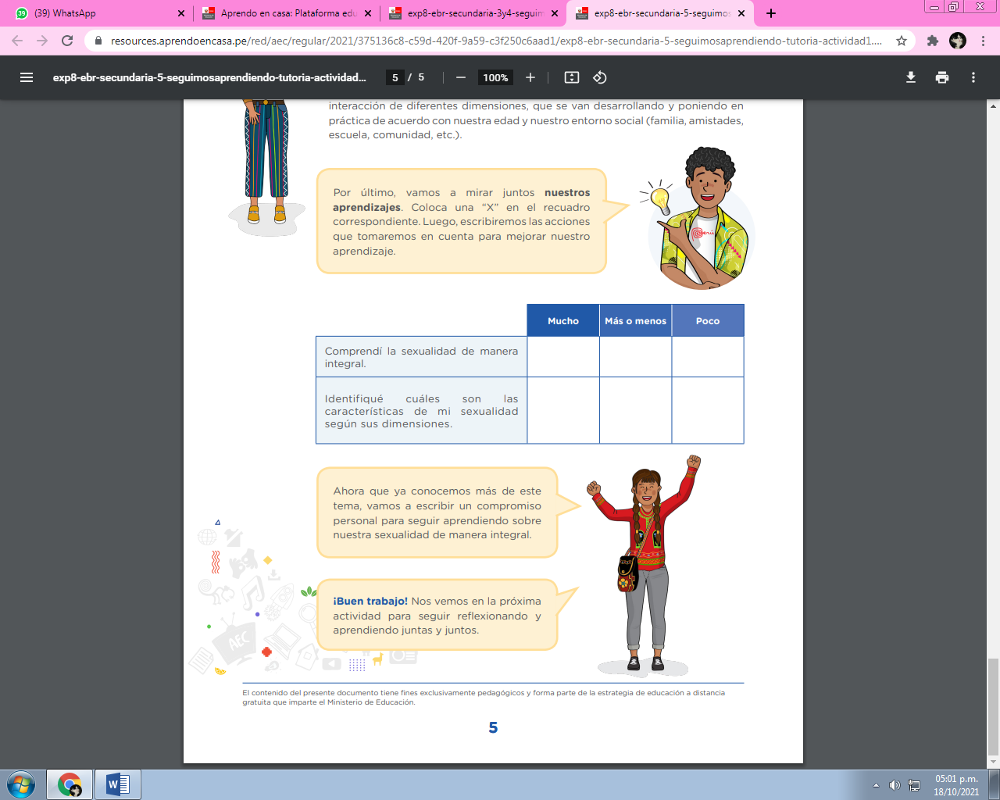 39
(39) WhatsApp
Aprendo en casa: Plataforma edu
exp8-ebr-secundaria-3y4-seguim
exp8-ebr-secundaria-5-seguimos
resources.aprendoencasa.pe/red/aec/regular/2021/375136c8-c59d-420f-9a59-c3f250c6aad1/exp8-ebr-secundaria-5-seguimosaprendiendo-tutoria-actividad1....
exp8-ebr-secundaria-5-seguimosaprendiendo-tutoria-actividad...
5 / 5
100%
interacción de diferentes dimensiones, que se van desarrollando y poniendo en
práctica de acuerdo con nuestra edad y nuestro entorno social (familia, amistades,
escuela, comunidad, etc.).
Por último, vamos a mirar juntos nuestros
aprendizajes. Coloca una “X” en el recuadro
correspondiente. Luego, escribiremos las acciones
que tomaremos en cuenta para mejorar nuestro
aprendizaje.
Perú
Mucho
Más o menos
Poco
Comprendí la sexualidad de manera
integral.
Identifiqué cuáles son las
características de mi sexualidad
según sus dimensiones.
Ahora que ya conocemos más de este
tema, vamos a escribir un compromiso
personal para seguir aprendiendo sobre
nuestra sexualidad de manera integral.
¡Buen trabajo! Nos vemos en la próxima
actividad para seguir reflexionando y
aprendiendo juntas y juntos.
AEC
El contenido del presente documento tiene fines exclusivamente pedagógicos y forma parte de la estrategia de educación a distancia
gratuita que imparte el Ministerio de Educación.
5
W
05:01 p.m.
18/10/2021